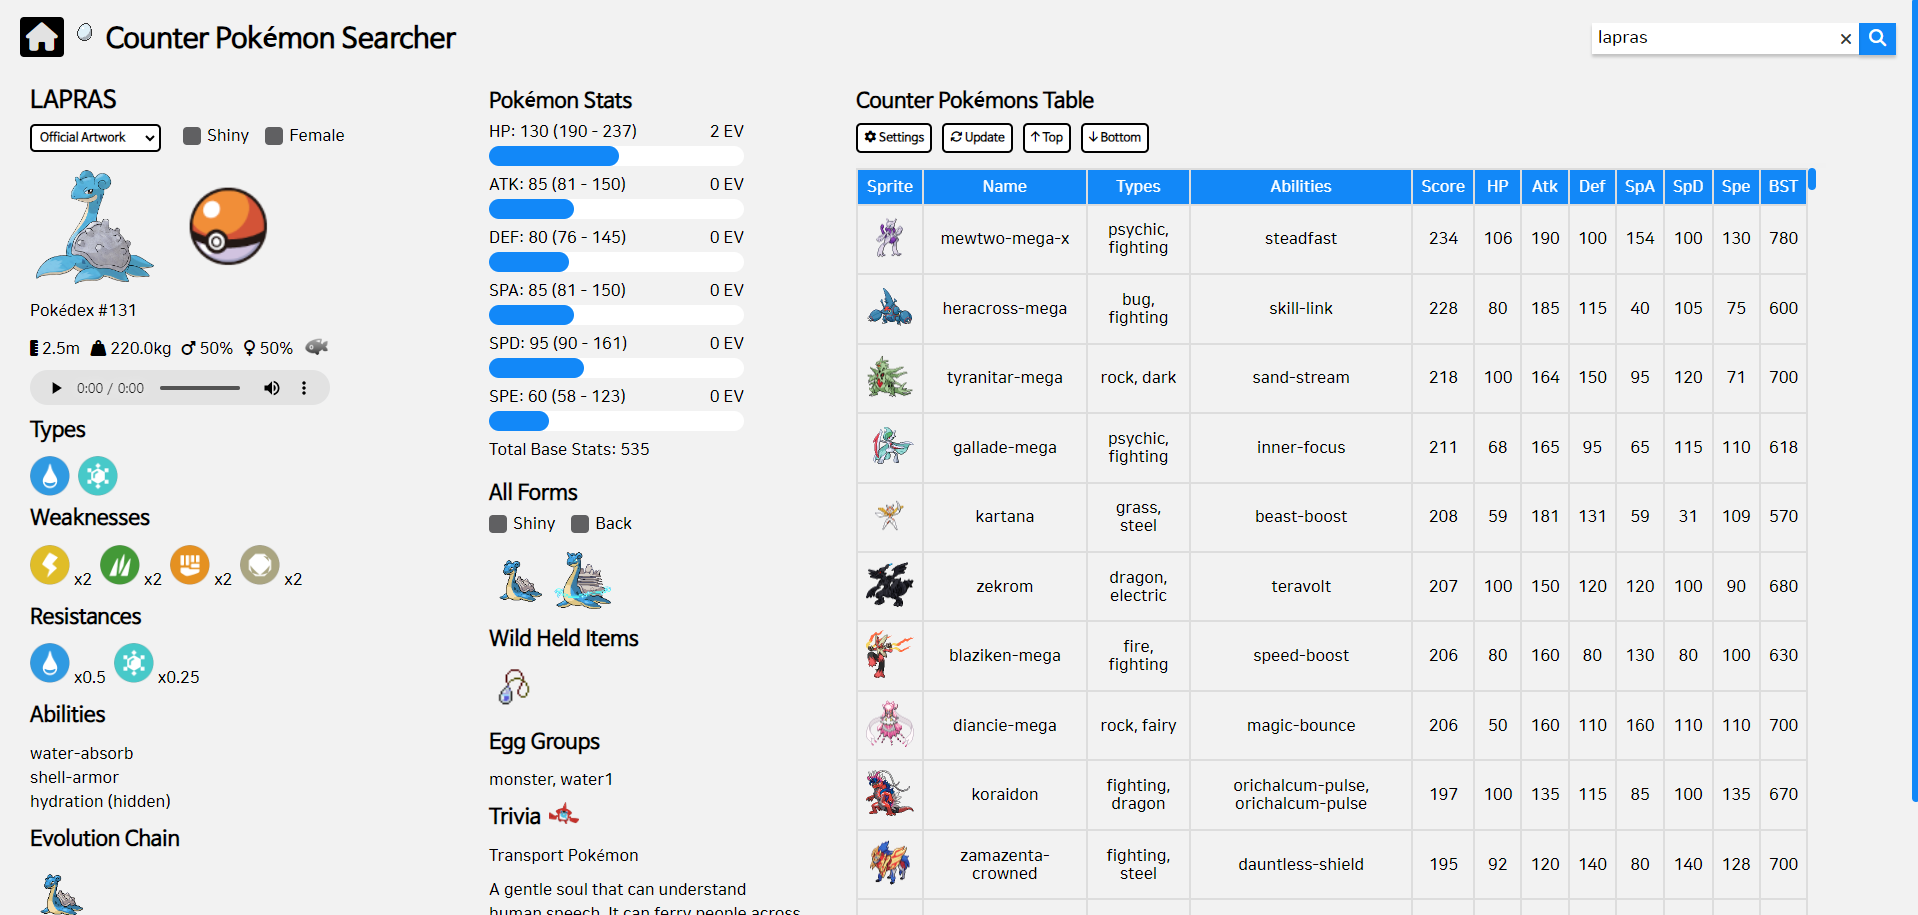 Counter Pokémon Searcher
lapras
LAPRAS
Official Artwork
Shiny
Female
Pokédex #131
2.5m 220.0kg 50% 50%
0:00 / 0:00
Types
Weaknesses
x2 x2 x2 x2
Resistances
x0.5 x0.25
Abilities
water-absorb
shell-armor
hydration (hidden)
Evolution Chain
Pokémon Stats
HP: 130 (190 - 237) 2 EV
ATK: 85 (81 - 150) 0 EV
DEF: 80 (76 - 145) 0 EV
SPA: 85 (81 - 150) 0 EV
SPD: 95 (90 - 161) 0 EV
SPE: 60 (58 - 123) 0 EV
Total Base Stats: 535
All Forms
Shiny Back
Wild Held Items
Egg Groups
monster, water1
Trivia
Transport Pokémon
A gentle soul that can understand
human speech. It can ferry people across
Counter Pokémons Table
Settings Update Top Bottom
Sprite Name Types Abilities Score HP Atk Def SpA SpD Spe BST
mewtwo-mega-x psychic, fighting steadfast 234 106 190 100 154 100 130 780
heracross-mega bug, fighting skill-link 228 80 185 115 40 105 75 600
tyranitar-mega rock, dark sand-stream 218 100 164 150 95 120 71 700
gallade-mega psychic, fighting inner-focus 211 68 165 95 65 115 110 618
kartana grass, steel beast-boost 208 59 181 131 59 31 109 570
zekrom dragon, electric teravolt 207 100 150 120 120 100 90 680
blaziken-mega fire, fighting speed-boost 206 80 160 80 130 80 100 630
diancie-mega rock, fairy magic-bounce 206 50 160 110 160 110 110 700
koraidon fighting, dragon orichalcum-pulse, orichalcum-pulse 197 100 135 115 85 100 135 670
zamazenta-crowned fighting, steel dauntless-shield 195 92 120 140 80 140 128 700